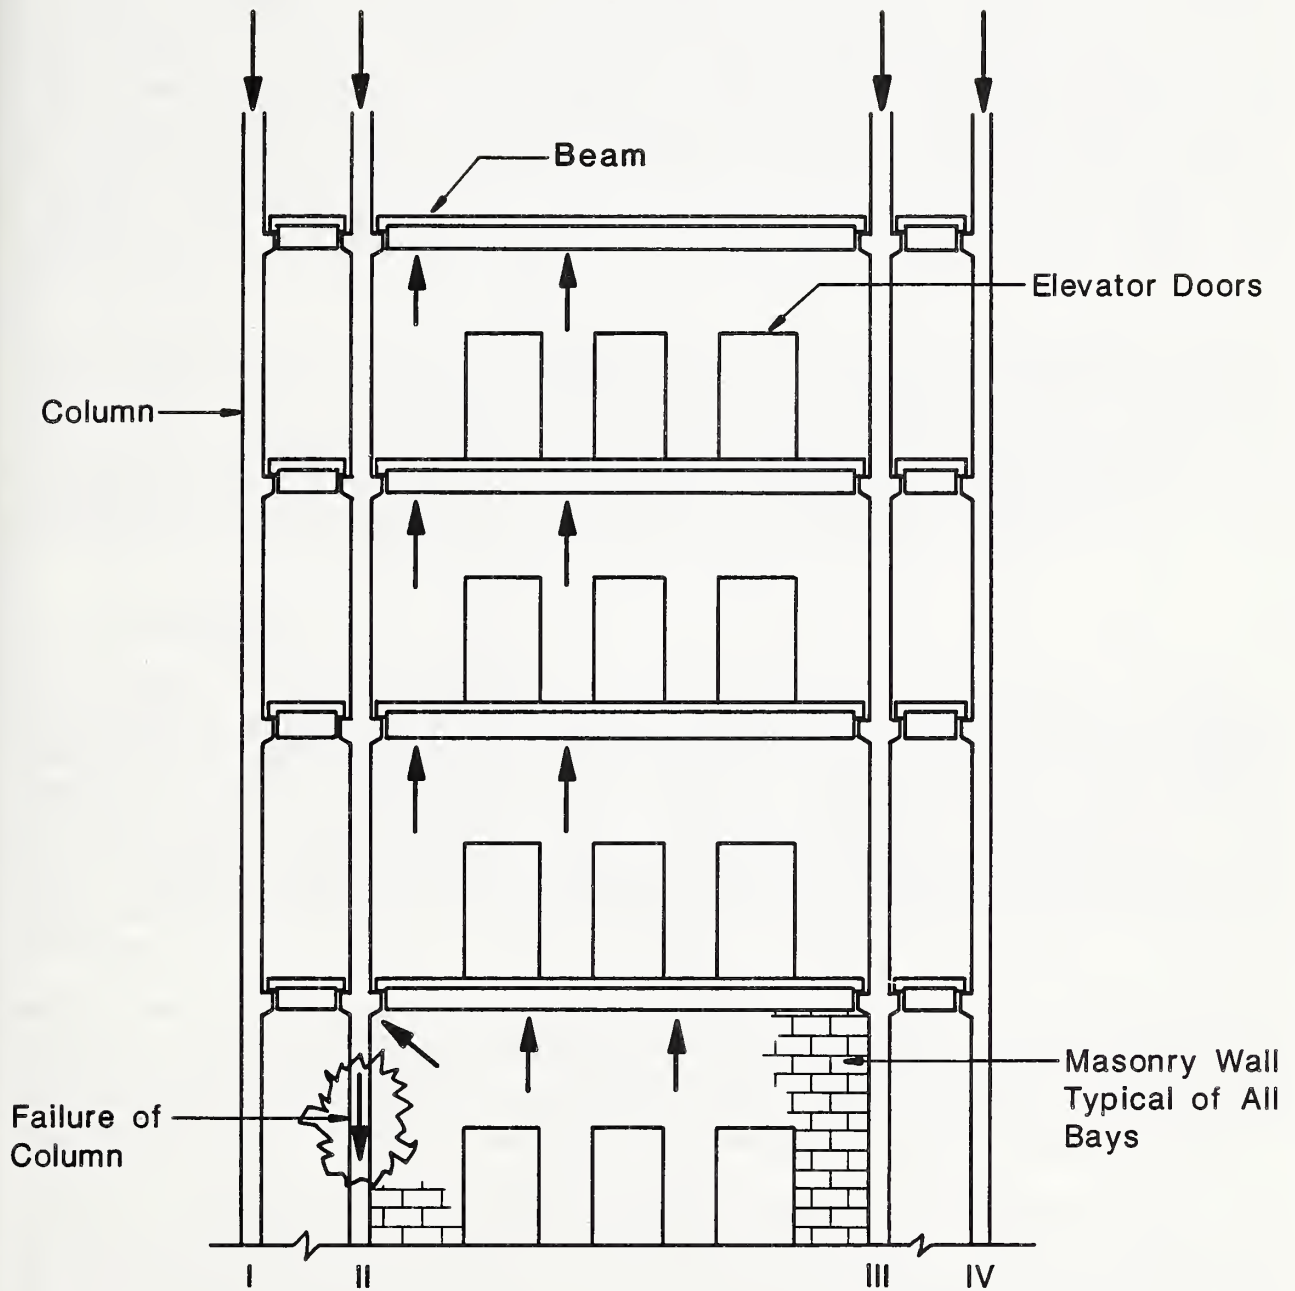 Beam
Elevator Doors
Column
Masonry Wall
Typical of All
Bays
Failure of
Column
I
II
III
IV